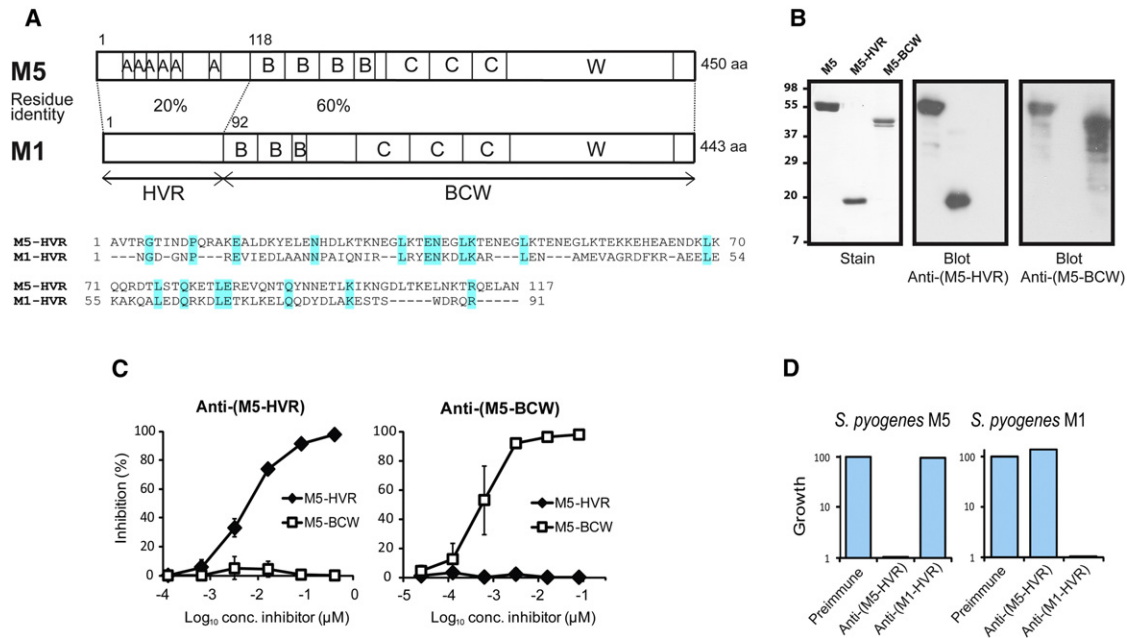 A
1
118
M5
A A A A A A B B B B C C C W
450 aa
Residue
identity
20%
60%
1
92
M1
B B B C C C W
443 aa
HVR
BCW
M5-HVR 1 AVTRGTINDPQRAKEALDKYELENHDLKTKNEGLKTENEGLKTENEGLKTENEGLKTEKKEHEAENDKLK 70
M1-HVR 1 ---NGD-GNP--REVIEDLAANNPAIQNIR--LRYENKDLKAR---LEN---AMEVAGRDFKR-AEELE 54
M5-HVR 71 QQRDTLSTQKETLEREVQNTQYNNETLKIKNGDLTKELNKTRQELAN 117
M1-HVR 55 KAKQALEDQRKDLETKLKELQQDYDLAKESTS-----WDRQR----- 91
B
M5
M5-HVR
M5-BCW
98
55
37
29
20
7
Stain
Blot
Anti-(M5-HVR)
Blot
Anti-(M5-BCW)
C
Anti-(M5-HVR)
Inhibition (%)
100
80
60
40
20
0
M5-HVR
M5-BCW
-4 -3 -2 -1 0
Log₁₀ conc. inhibitor (µM)
Anti-(M5-BCW)
100
80
60
40
20
0
M5-HVR
M5-BCW
-5 -4 -3 -2 -1 0
Log₁₀ conc. inhibitor (µM)
D
S. pyogenes M5
Growth
100
10
1
Preimmune
Anti-(M5-HVR)
Anti-(M1-HVR)
S. pyogenes M1
100
10
1
Preimmune
Anti-(M5-HVR)
Anti-(M1-HVR)